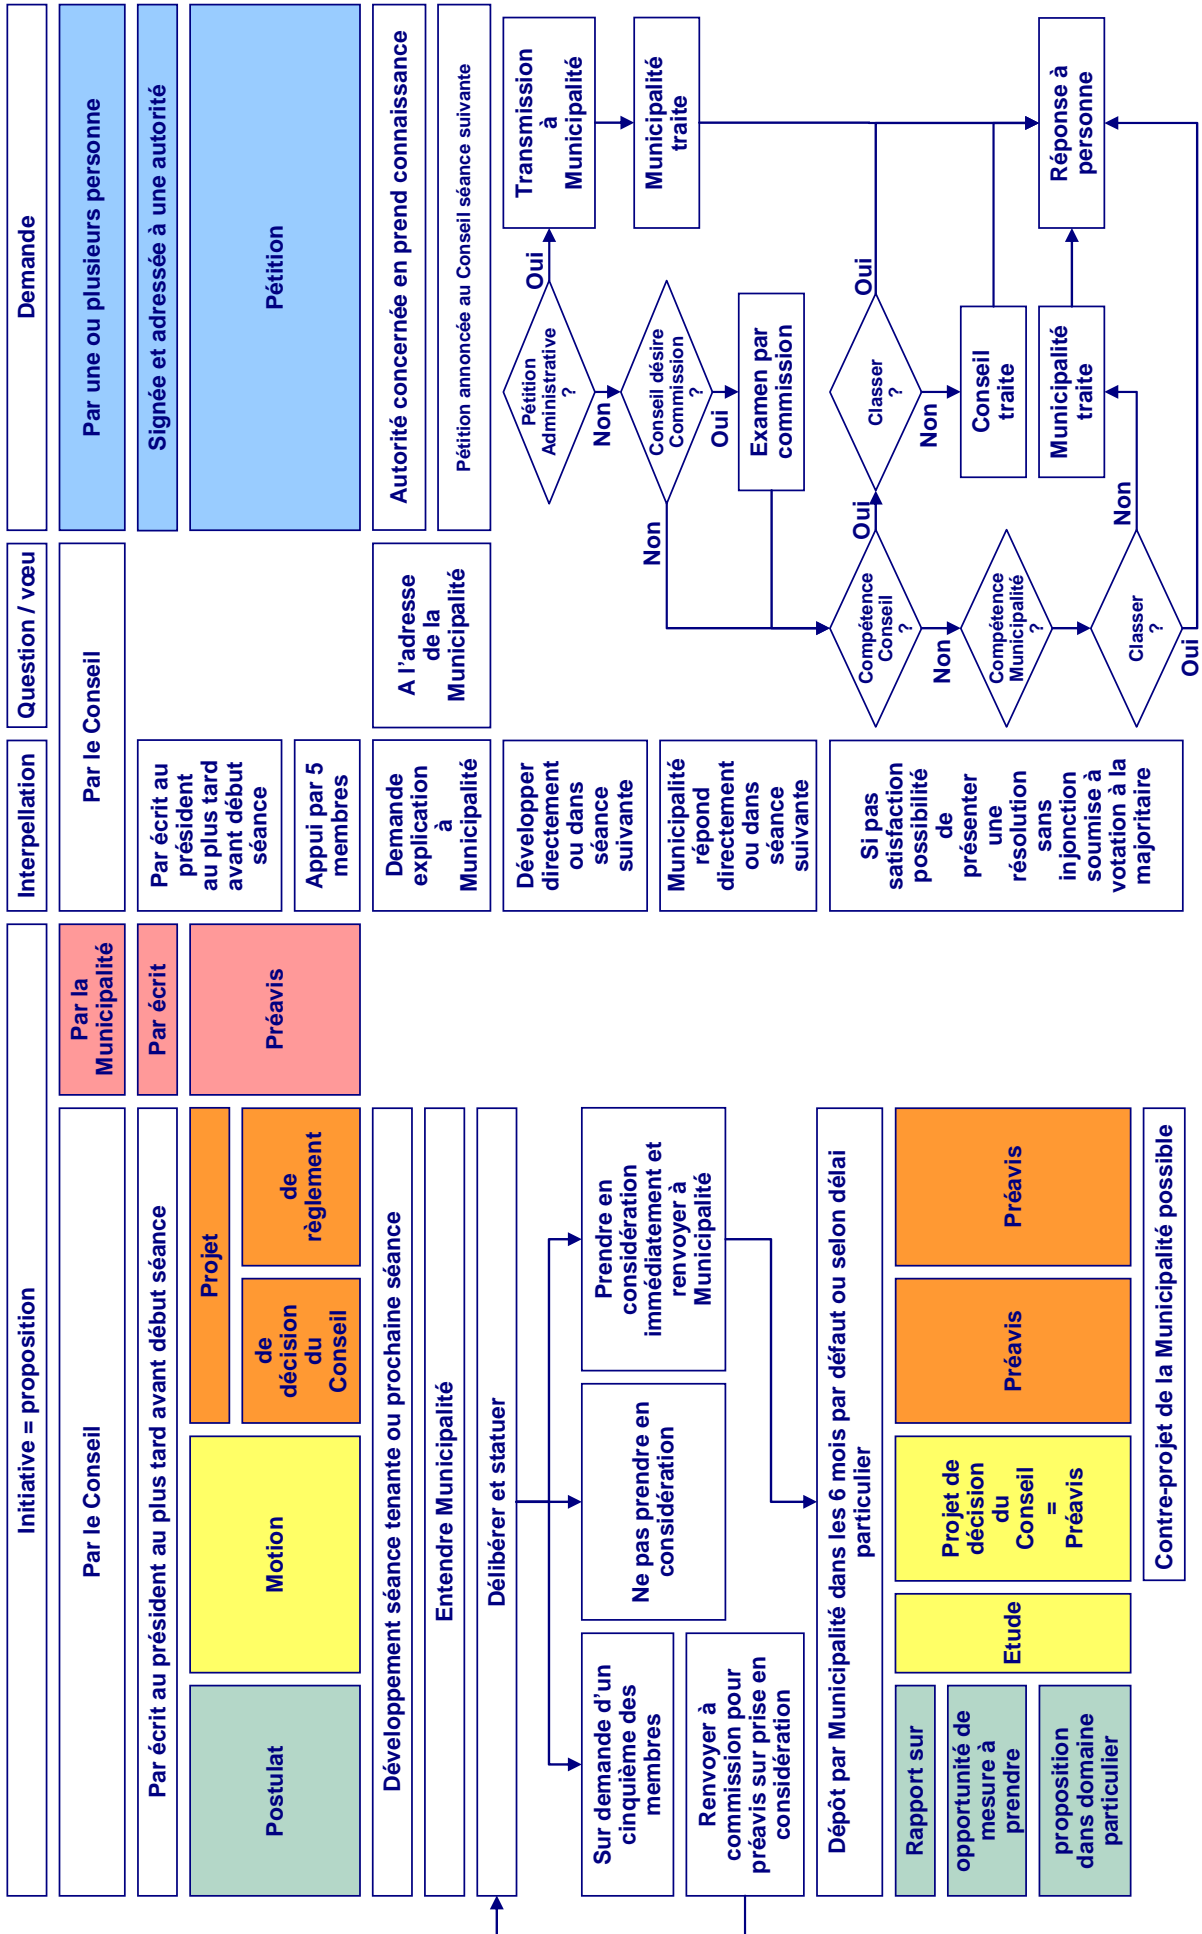 Initiative = proposition
Interpellation
Question / vœu
Demande
Par le Conseil
Par la
Municipalité
Par le Conseil
Par une ou plusieurs personne
Par écrit au président au plus tard avant début séance
Par écrit
Par écrit au
président
au plus tard
avant début
séance
Signée et adressée à une autorité
Postulat
Motion
Projet
de
décision
du
Conseil
de
règlement
Préavis
Appui par 5
membres
Pétition
Développement séance tenante ou prochaine séance
Entendre Municipalité
Délibérer et statuer
Demande
explication
à
Municipalité
A l'adresse
de la
Municipalité
Autorité concernée en prend connaissance
Pétition annoncée au Conseil séance suivante
Sur demande d'un
cinquième des
membres
Renvoyer à
commission pour
préavis sur prise en
considération
Ne pas prendre en
considération
Prendre en
considération
immédiatement et
renvoyer à
Municipalité
Développer
directement
ou dans
séance
suivante
Municipalité
répond
directement
ou dans
séance
suivante
Pétition
Administrative
?
Oui
Transmission
à
Municipalité
Non
Municipalité
traite
Conseil désire
Commission
?
Non
Oui
Examen par
commission
Dépôt par Municipalité dans les 6 mois par défaut ou selon délai
particulier
Si pas
satisfaction
possibilité
de
présenter
une
résolution
sans
injonction
soumise à
votation à la
majoritaire
Compétence
Conseil
?
Oui
Classer
?
Oui
Non
Non
Conseil
traite
Compétence
Municipalité
?
Municipalité
traite
Réponse à
personne
Classer
?
Non
Oui
Rapport sur
opportunité de
mesure à
prendre
proposition
dans domaine
particulier
Etude
Projet de
décision
du
Conseil
=
Préavis
Préavis
Préavis
Contre-projet de la Municipalité possible